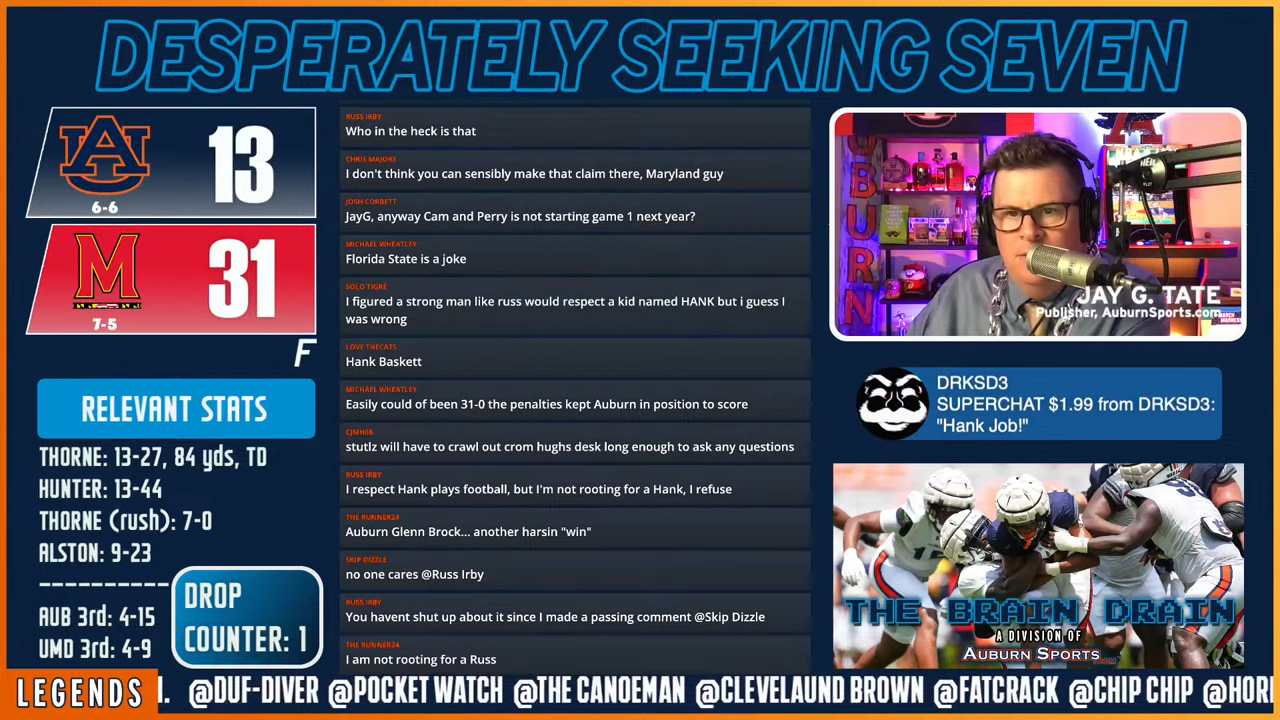 DESPERATELY SEEKING SEVEN
13
6-6
31
7-5
F
RELEVANT STATS
THORNE: 13-27, 84 yds, TD
HUNTER: 13-44
THORNE (rush): 7-0
ALSTON: 9-23
----------
AUB 3rd: 4-15
UMD 3rd: 4-9
DROP
COUNTER: 1
RUSS IRBY
Who in the heck is that
CHRIS MAJORS
I don't think you can sensibly make that claim there, Maryland guy
JOSH CORBETT
JayG, anyway Cam and Perry is not starting game 1 next year?
MICHAEL WHEATLEY
Florida State is a joke
SOLO TIGRE
I figured a strong man like russ would respect a kid named HANK but i guess I
was wrong
LOVE THECATS
Hank Baskett
MICHAEL WHEATLEY
Easily could of been 31-0 the penalties kept Auburn in position to score
CJMH08
stutlz will have to crawl out crom hughs desk long enough to ask any questions
RUSS IRBY
I respect Hank plays football, but I'm not rooting for a Hank, I refuse
THE RUNNER24
Auburn Glenn Brock... another harsin "win"
SKIP DIZZLE
no one cares @Russ Irby
RUSS IRBY
You havent shut up about it since I made a passing comment @Skip Dizzle
THE RUNNER24
I am not rooting for a Russ
JAY G. TATE
Publisher, AuburnSports.com
DRKSD3
SUPERCHAT $1.99 from DRKSD3:
"Hank Job!"
THE BRAIN DRAIN
A DIVISION OF
AUBURN SPORTS.COM
LEGENDS
@DUF-DIVER @POCKET WATCH @THE CANOEMAN @CLEVELAUND BROWN @FATCRACK @CHIP CHIP @HORI